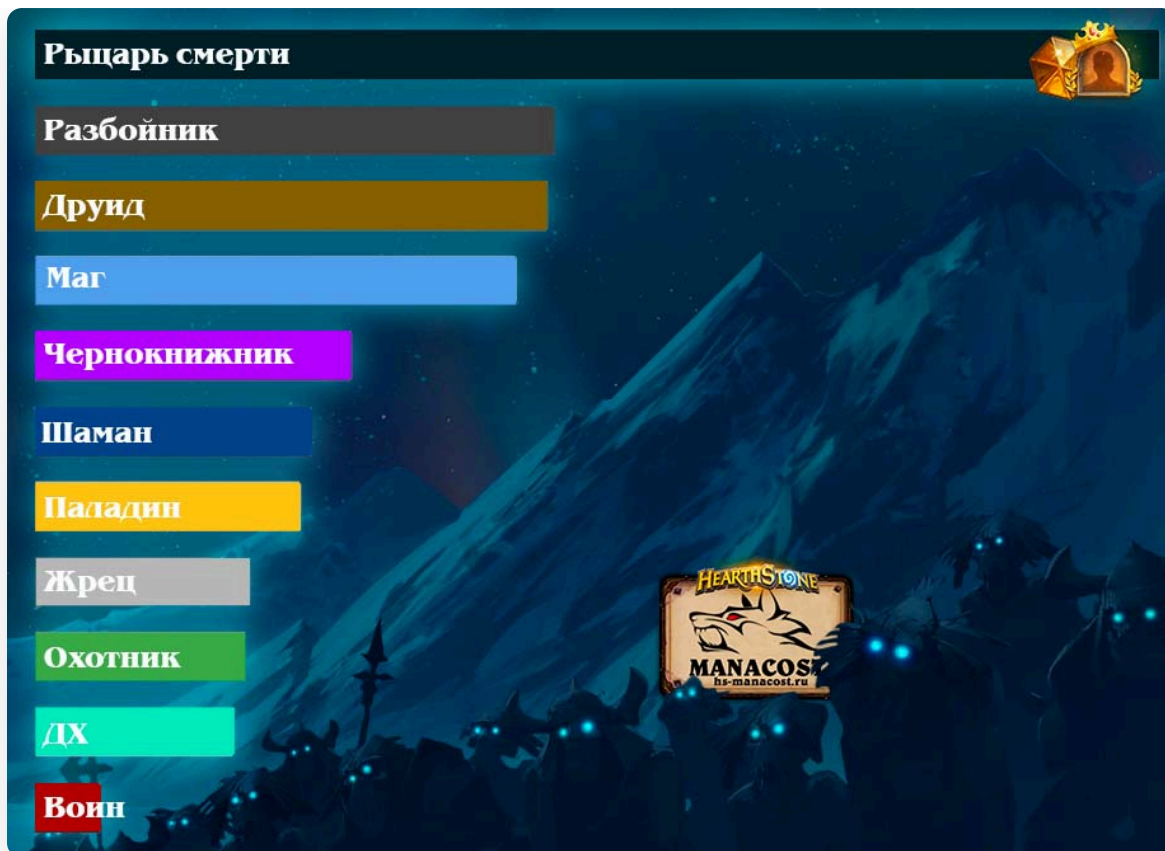 Рыцарь смерти
Разбойник
Друид
Маг
Чернокнижник
Шаман
Паладин
Жрец
Охотник
ДХ
Воин
HEARTHSTONE
MANACOST
hs-manacost.ru